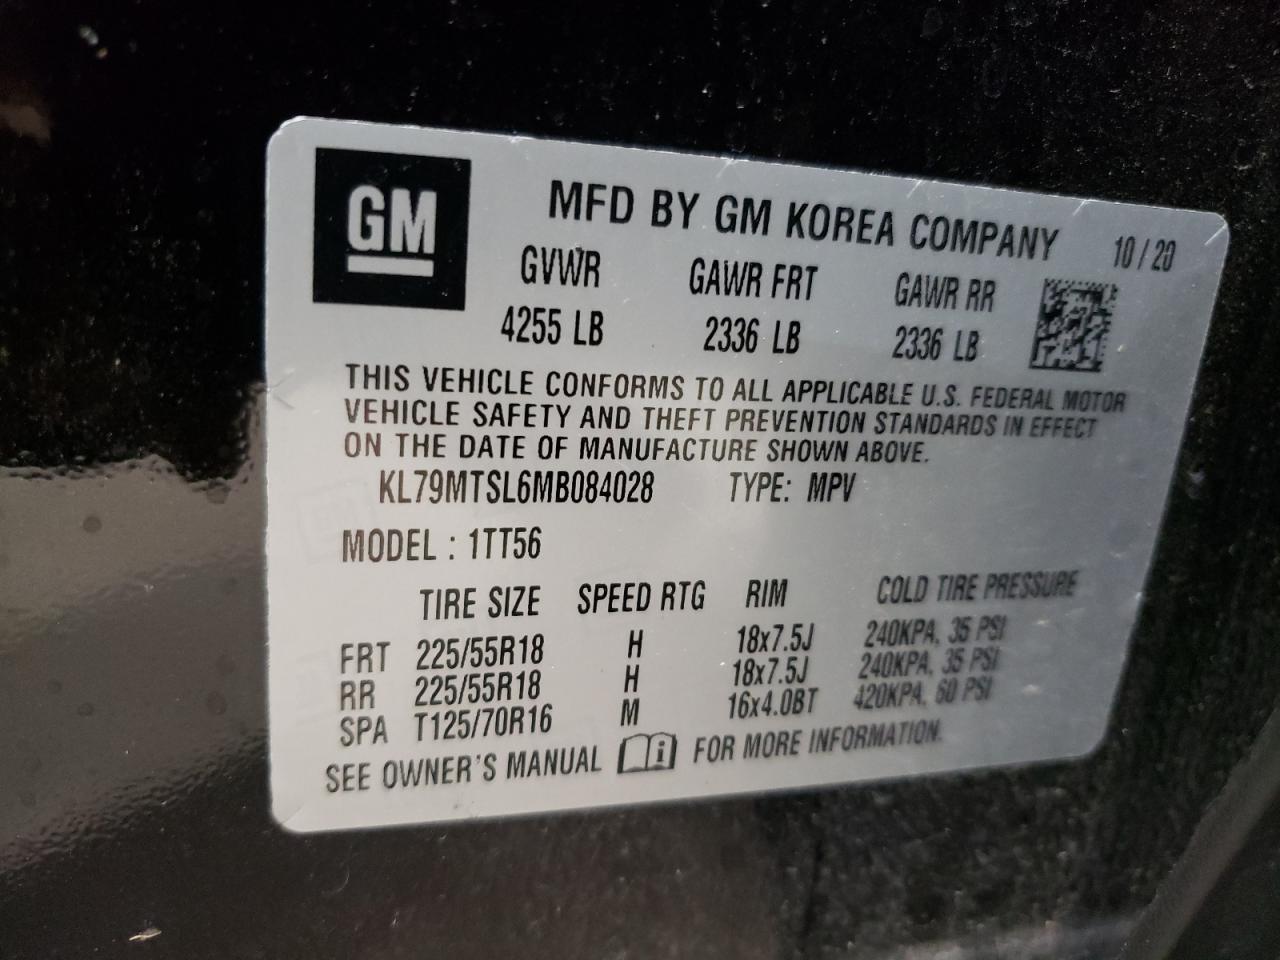 GM
MFD BY GM KOREA COMPANY 10/20
GVWR GAWR FRT GAWR RR
4255 LB 2336 LB 2336 LB
THIS VEHICLE CONFORMS TO ALL APPLICABLE U.S. FEDERAL MOTOR
VEHICLE SAFETY AND THEFT PREVENTION STANDARDS IN EFFECT
ON THE DATE OF MANUFACTURE SHOWN ABOVE.
KL79MTSL6MB084028 TYPE: MPV
MODEL : 1TT56
TIRE SIZE SPEED RTG RIM COLD TIRE PRESSURE
FRT 225/55R18 H 18x7.5J 240KPA, 35 PSI
RR 225/55R18 H 18x7.5J 240KPA, 35 PSI
SPA T125/70R16 M 16x4.0BT 420KPA, 60 PSI
SEE OWNER'S MANUAL i FOR MORE INFORMATION.